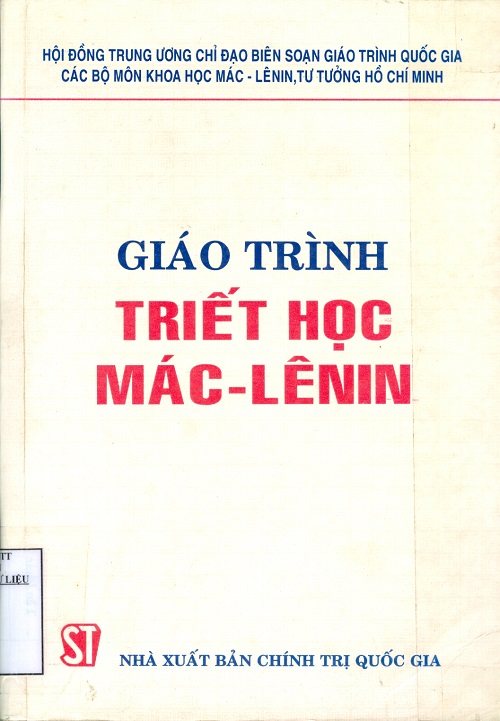 HỘI ĐỒNG TRUNG ƯƠNG CHỈ ĐẠO BIÊN SOẠN GIÁO TRÌNH QUỐC GIA
CÁC BỘ MÔN KHOA HỌC MÁC - LÊNIN,TƯ TƯỞNG HỒ CHÍ MINH
GIÁO TRÌNH
TRIẾT HỌC
MÁC-LÊNIN
TT
LIỆU
ST
NHÀ XUẤT BẢN CHÍNH TRỊ QUỐC GIA